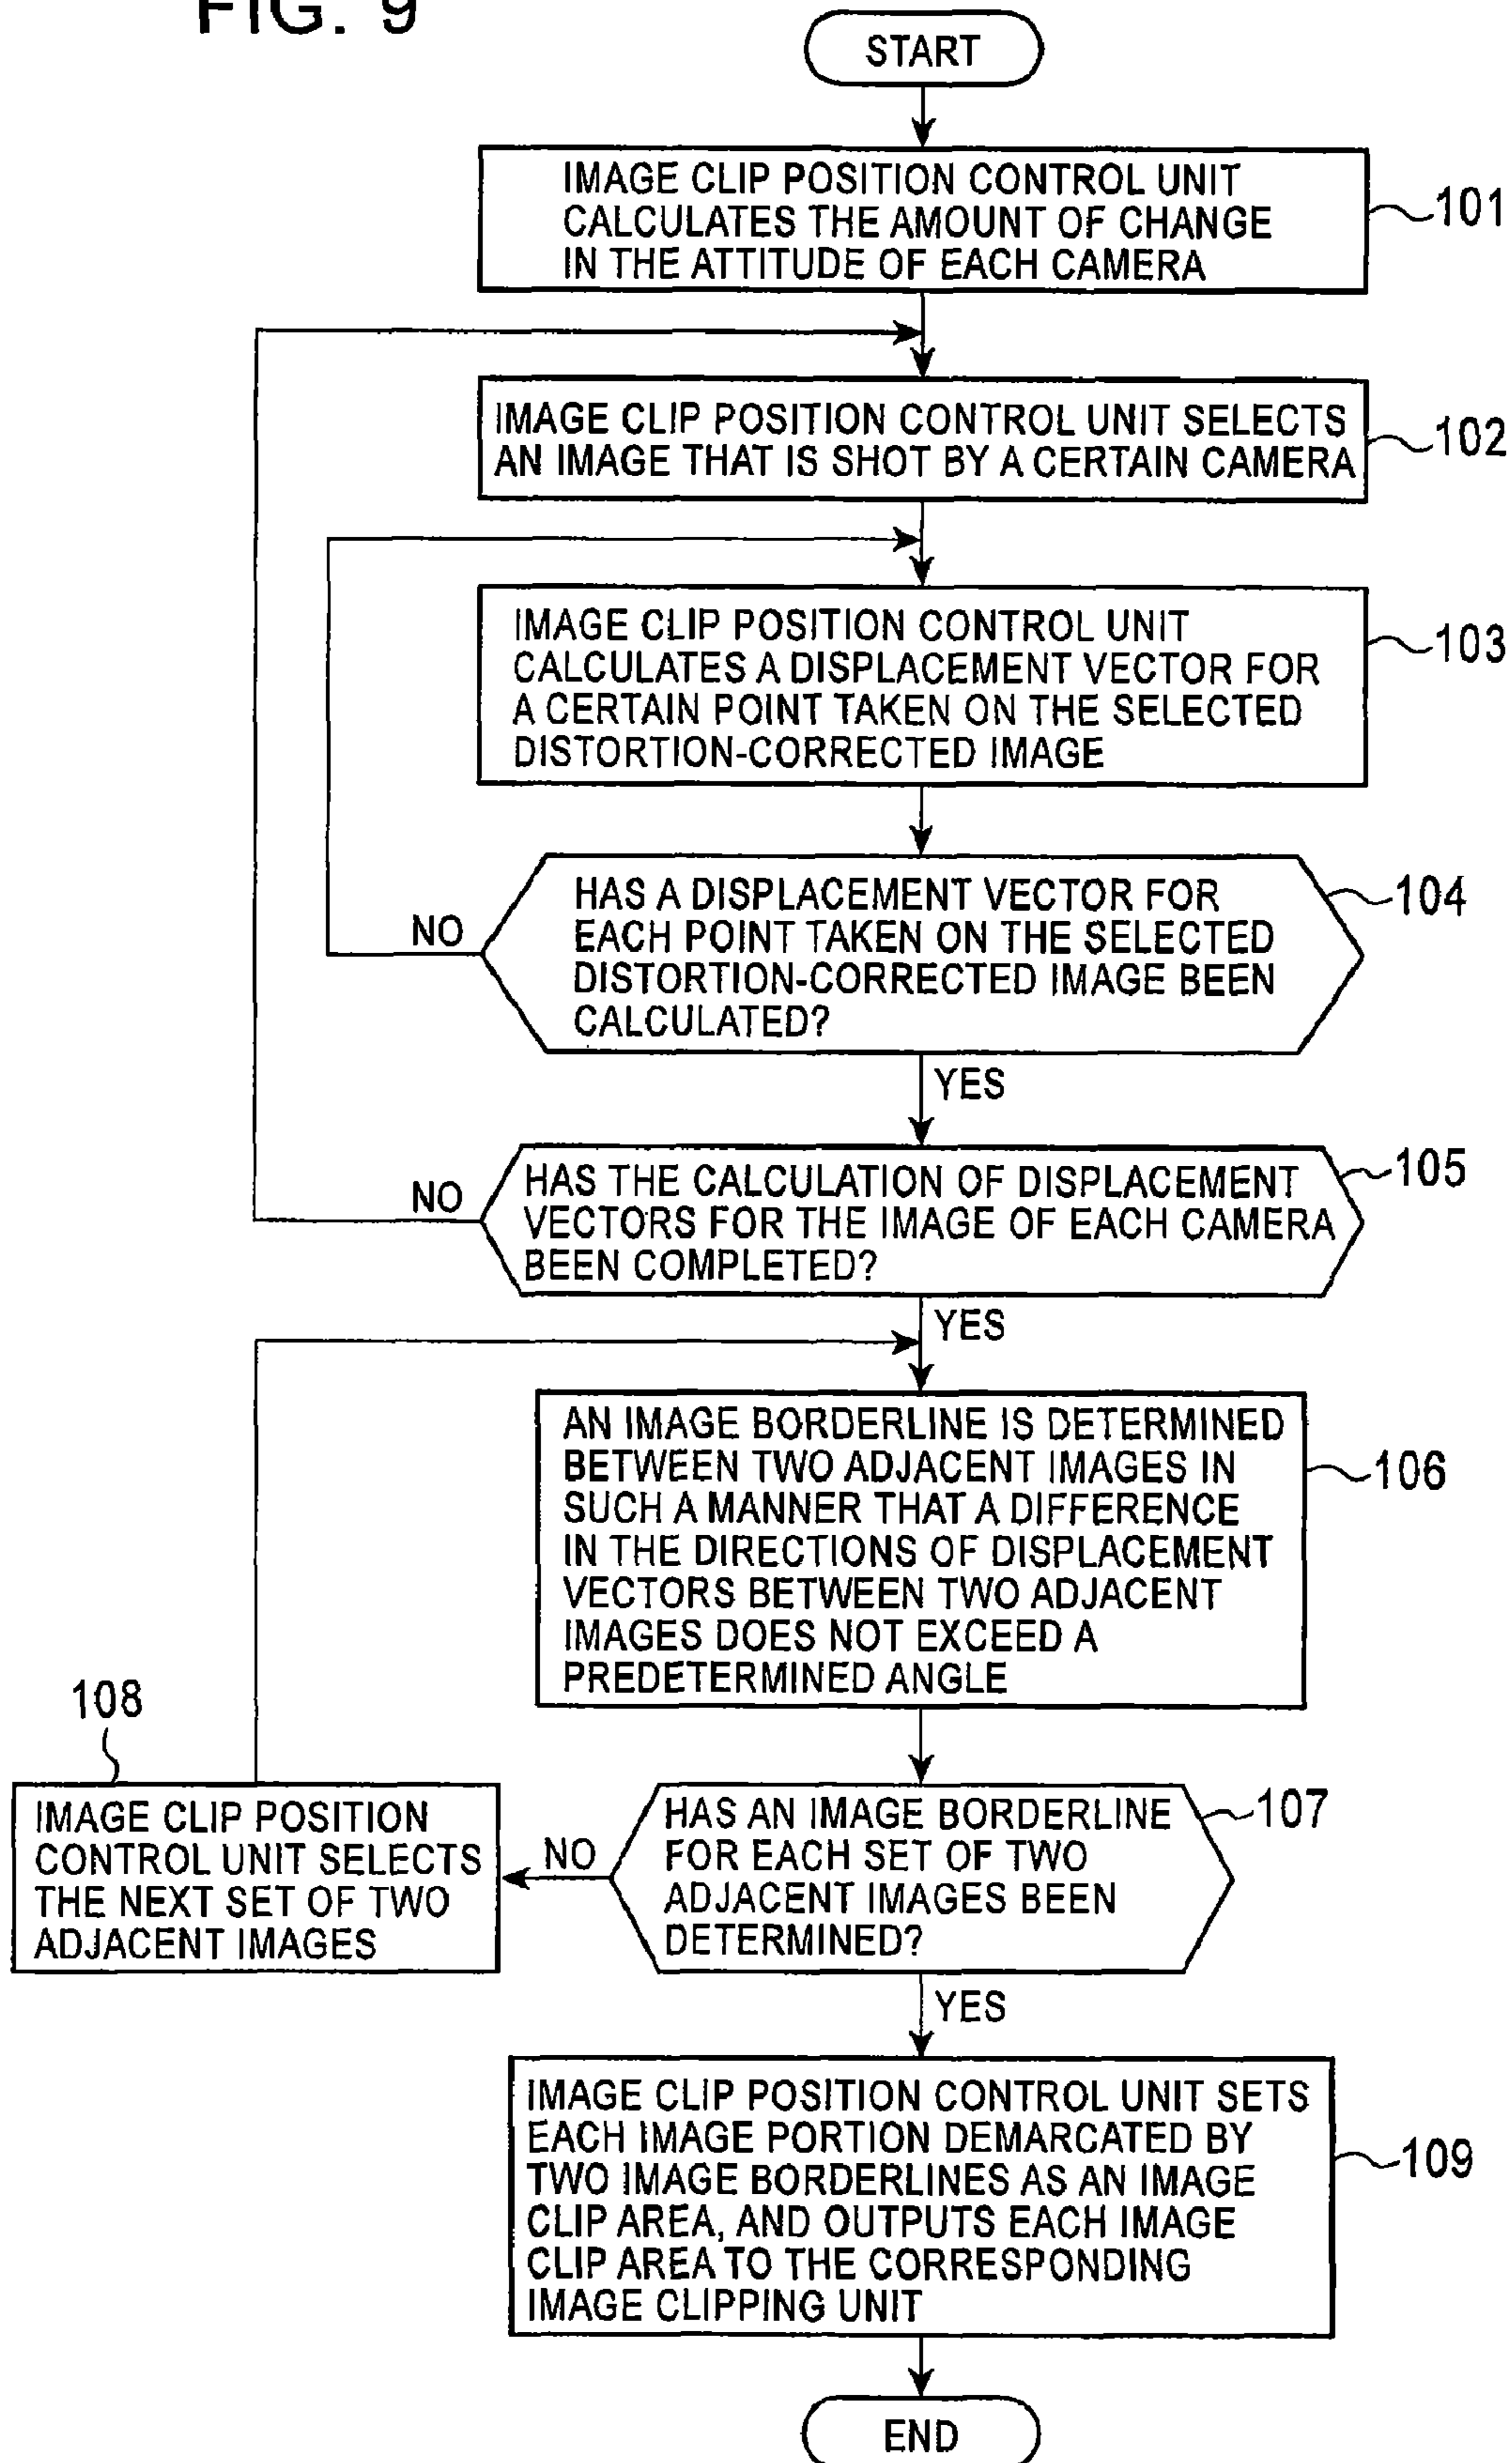 FIG. 9
START
IMAGE CLIP POSITION CONTROL UNIT
CALCULATES THE AMOUNT OF CHANGE
IN THE ATTITUDE OF EACH CAMERA
101
IMAGE CLIP POSITION CONTROL UNIT SELECTS
AN IMAGE THAT IS SHOT BY A CERTAIN CAMERA
102
IMAGE CLIP POSITION CONTROL UNIT
CALCULATES A DISPLACEMENT VECTOR FOR
A CERTAIN POINT TAKEN ON THE SELECTED
DISTORTION-CORRECTED IMAGE
103
HAS A DISPLACEMENT VECTOR FOR
EACH POINT TAKEN ON THE SELECTED
DISTORTION-CORRECTED IMAGE BEEN
CALCULATED?
104
NO
YES
HAS THE CALCULATION OF DISPLACEMENT
VECTORS FOR THE IMAGE OF EACH CAMERA
BEEN COMPLETED?
105
NO
YES
AN IMAGE BORDERLINE IS DETERMINED
BETWEEN TWO ADJACENT IMAGES IN
SUCH A MANNER THAT A DIFFERENCE
IN THE DIRECTIONS OF DISPLACEMENT
VECTORS BETWEEN TWO ADJACENT
IMAGES DOES NOT EXCEED A
PREDETERMINED ANGLE
106
HAS AN IMAGE BORDERLINE
FOR EACH SET OF TWO
ADJACENT IMAGES BEEN
DETERMINED?
107
NO
108
IMAGE CLIP POSITION
CONTROL UNIT SELECTS
THE NEXT SET OF TWO
ADJACENT IMAGES
YES
IMAGE CLIP POSITION CONTROL UNIT SETS
EACH IMAGE PORTION DEMARCATED BY
TWO IMAGE BORDERLINES AS AN IMAGE
CLIP AREA, AND OUTPUTS EACH IMAGE
CLIP AREA TO THE CORRESPONDING
IMAGE CLIPPING UNIT
109
END